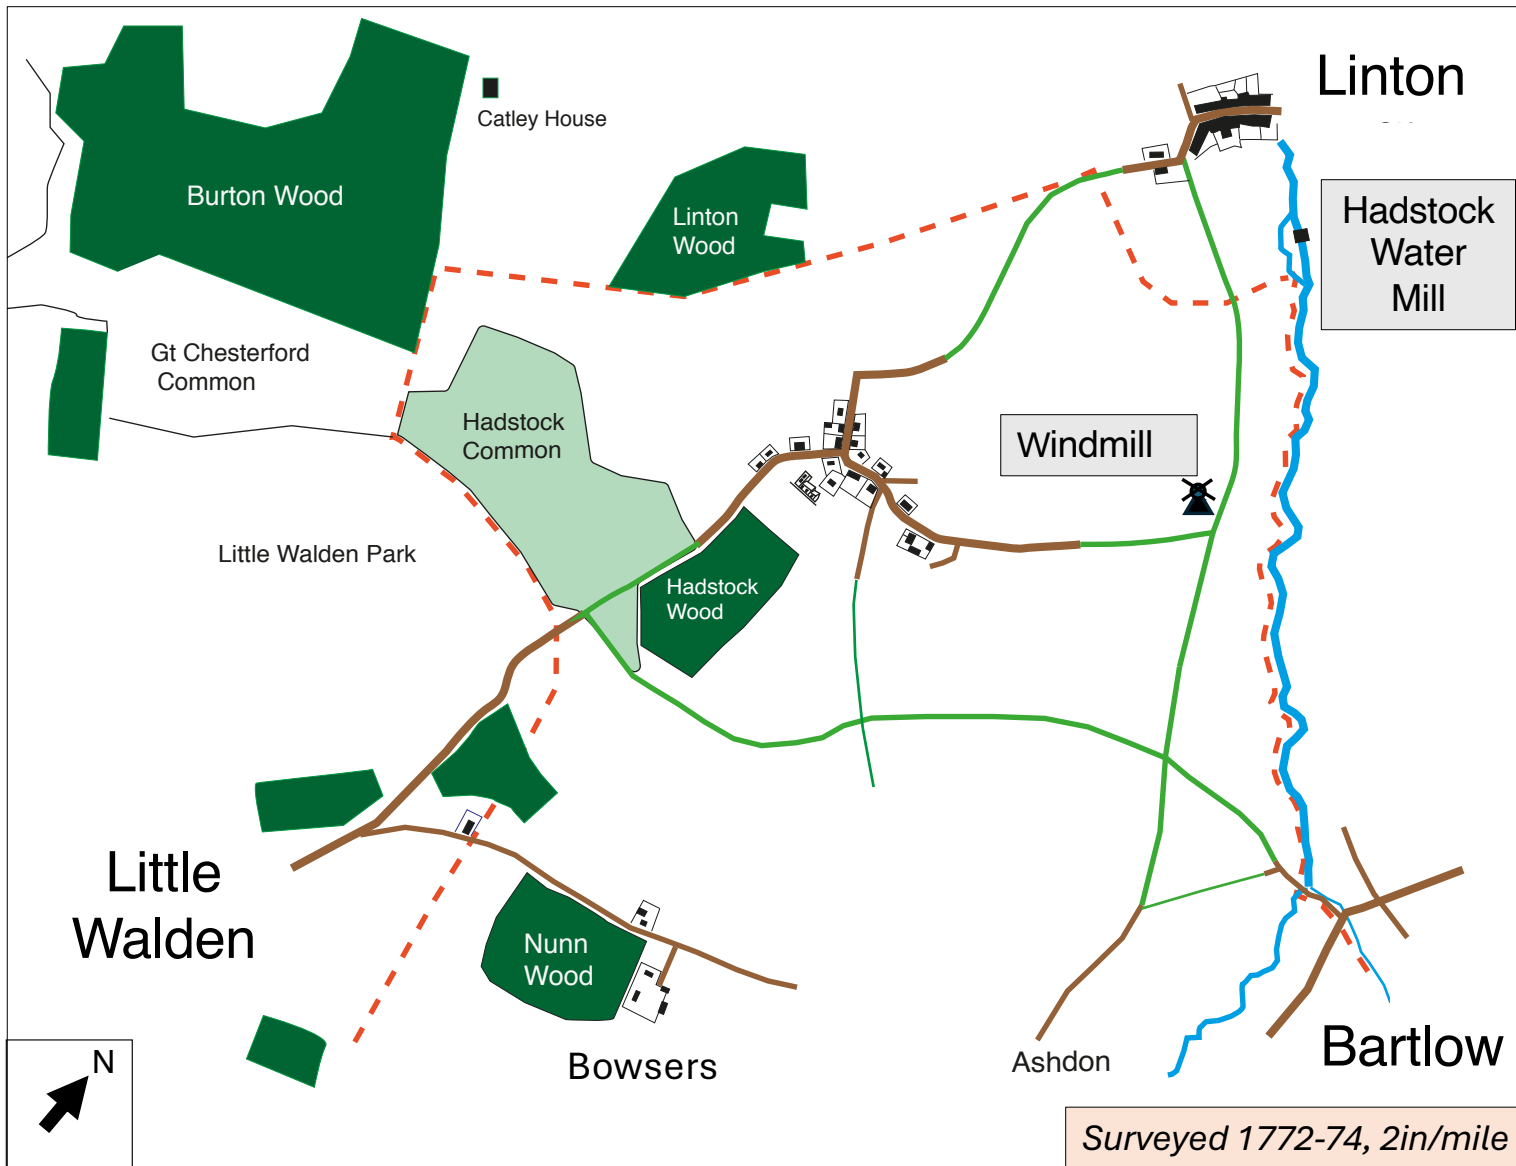 Linton
Catley House
Burton Wood
Linton
Wood
Hadstock
Water
Mill
Gt Chesterford
Common
Hadstock
Common
Windmill
Little Walden Park
Hadstock
Wood
Little
Walden
Nunn
Wood
Bowsers
Ashdon
Bartlow
N
Surveyed 1772-74, 2in/mile